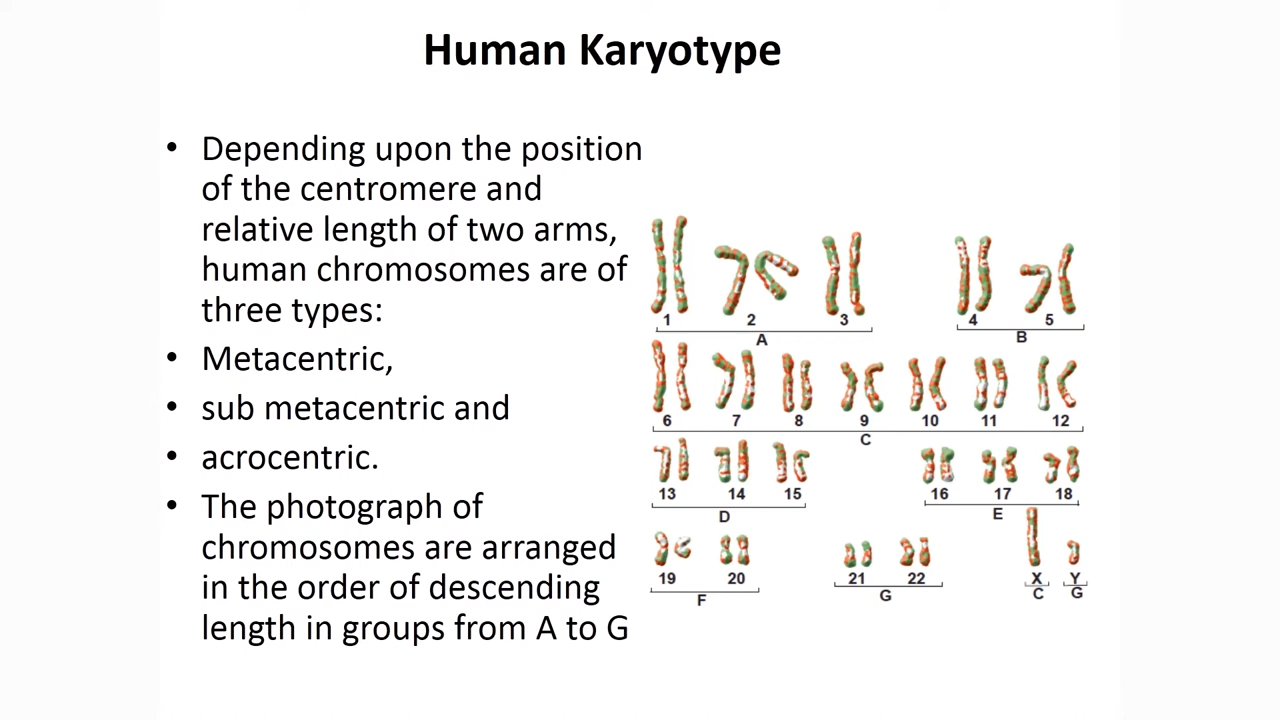 Human Karyotype
• Depending upon the position
of the centromere and
relative length of two arms,
human chromosomes are of
three types:
• Metacentric,
• sub metacentric and
• acrocentric.
• The photograph of
chromosomes are arranged
in the order of descending
length in groups from A to G
1 2 3 4 5
A B
6 7 8 9 10 11 12
C
13 14 15 16 17 18
D E
19 20 21 22 X Y
F G C G